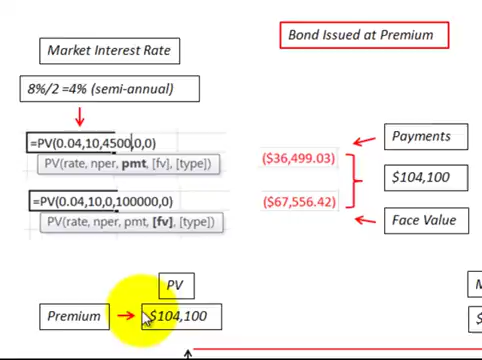 Bond Issued at Premium
Market Interest Rate
8%/2 =4% (semi-annual)
=PV(0.04,10,4500,0,0)
PV(rate, nper, pmt, [fv], [type])
Payments
($36,499.03)
$104,100
=PV(0.04,10,0,100000,0)
PV(rate, nper, pmt, [fv], [type])
($67,556.42)
Face Value
PV
Premium
$104,100
M
$